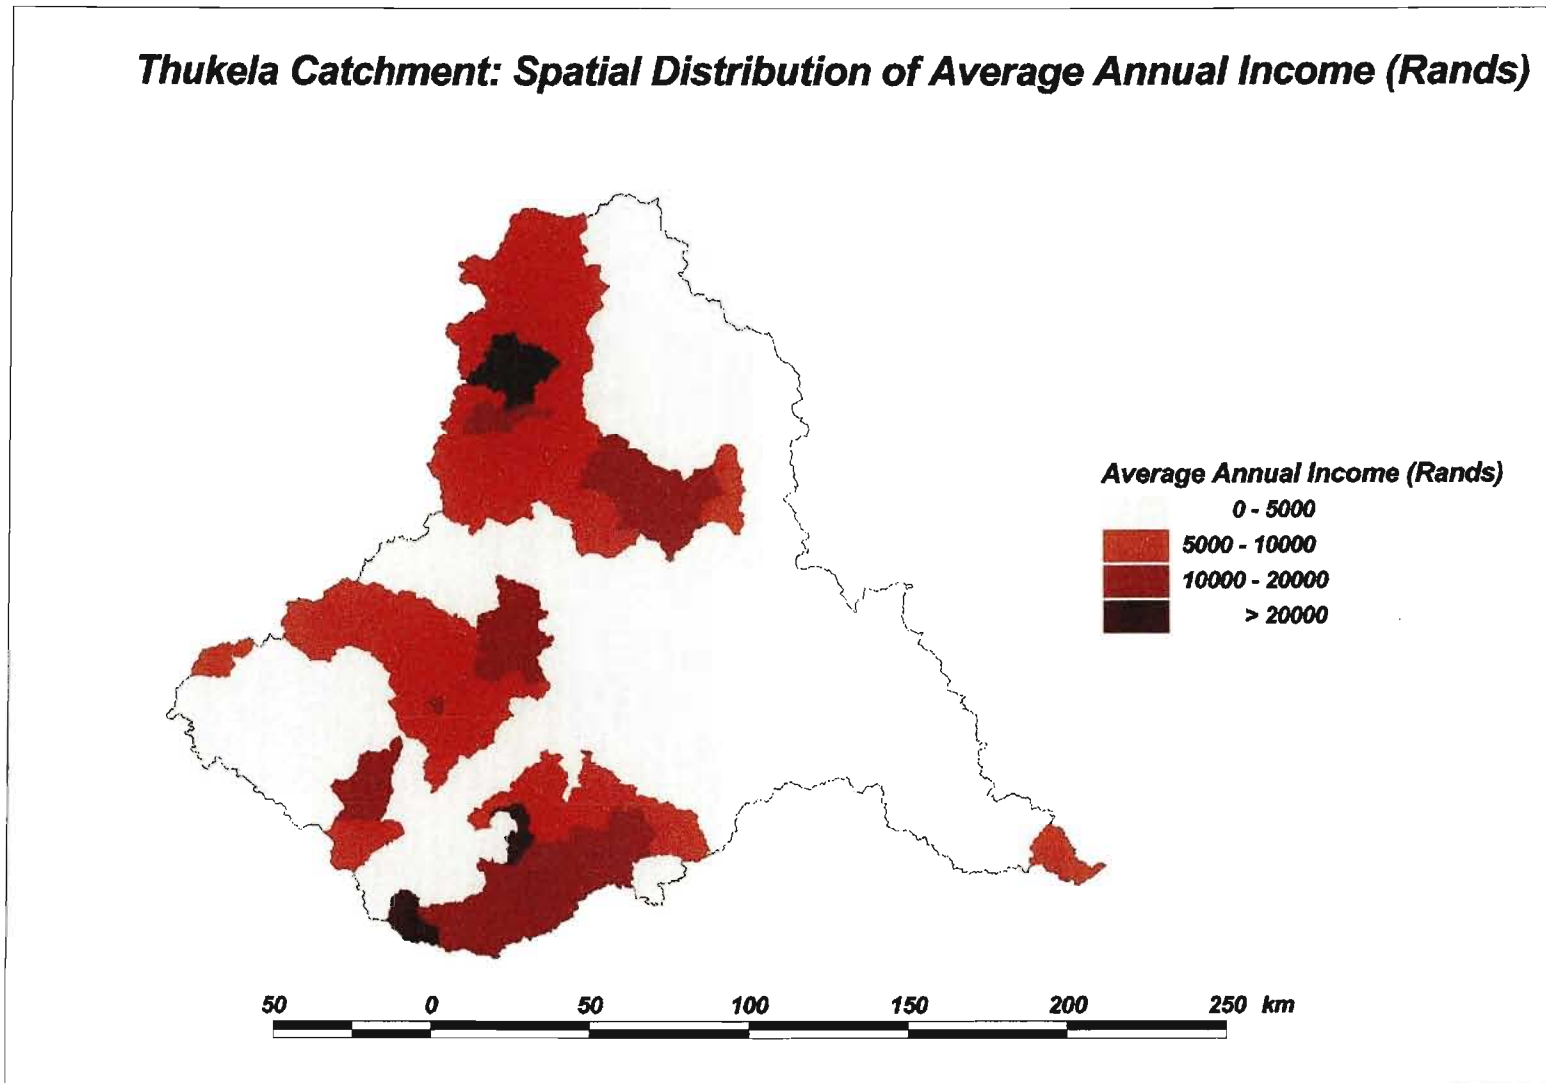 Thukela Catchment: Spatial Distribution of Average Annual Income (Rands)
Average Annual Income (Rands)
0 - 5000
5000 - 10000
10000 - 20000
> 20000
50 0 50 100 150 200 250 km